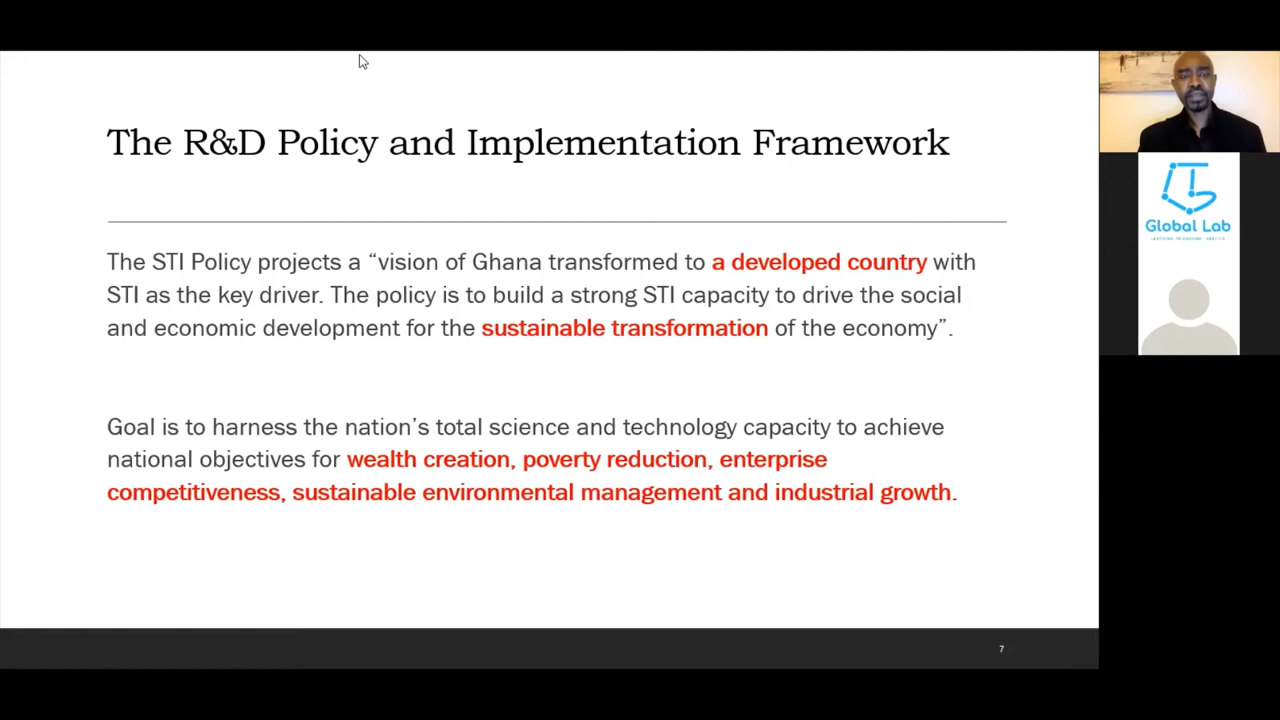 The R&D Policy and Implementation Framework
The STI Policy projects a “vision of Ghana transformed to a developed country with
STI as the key driver. The policy is to build a strong STI capacity to drive the social
and economic development for the sustainable transformation of the economy”.
Goal is to harness the nation’s total science and technology capacity to achieve
national objectives for wealth creation, poverty reduction, enterprise
competitiveness, sustainable environmental management and industrial growth.
7
Global Lab